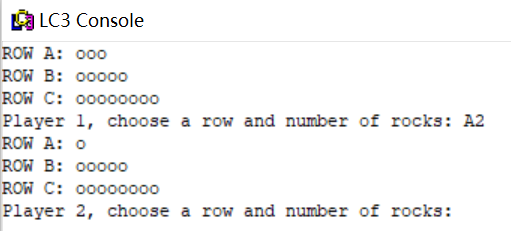 LC3 Console
ROW A: ooo
ROW B: ooooo
ROW C: oooooooo
Player 1, choose a row and number of rocks: A2
ROW A: o
ROW B: ooooo
ROW C: oooooooo
Player 2, choose a row and number of rocks: